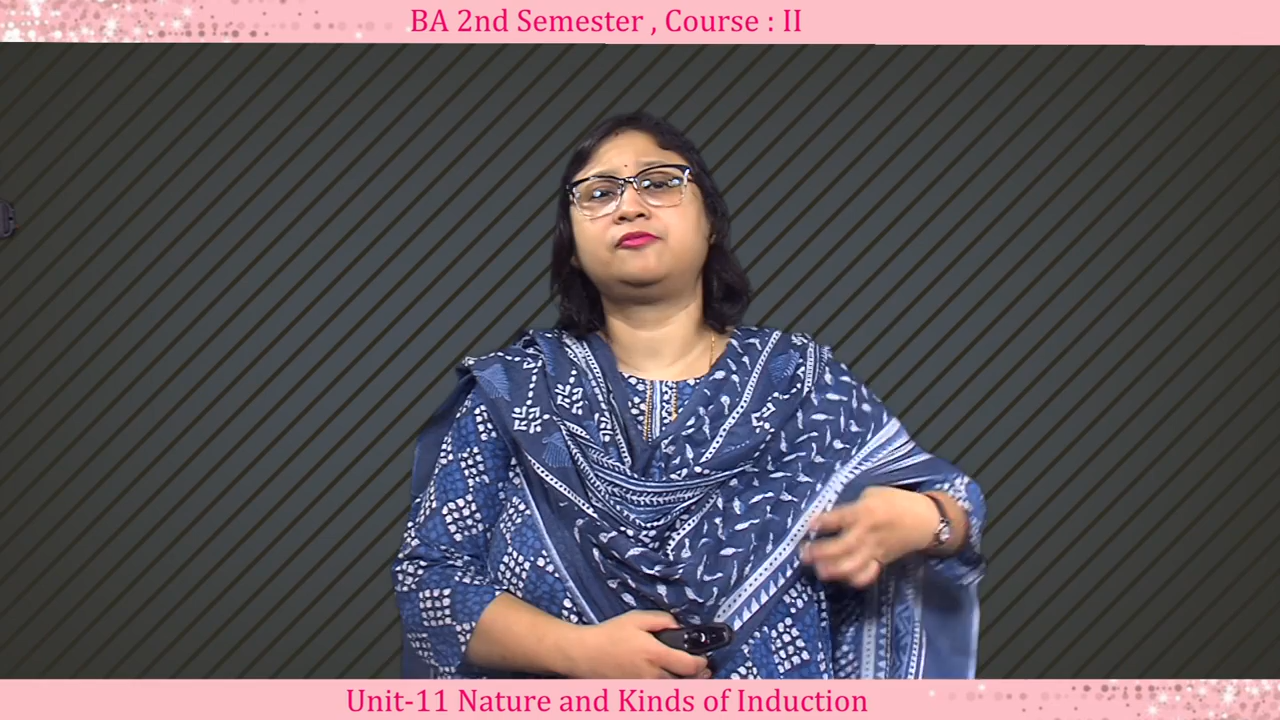 BA 2nd Semester , Course : II
Unit-11 Nature and Kinds of Induction